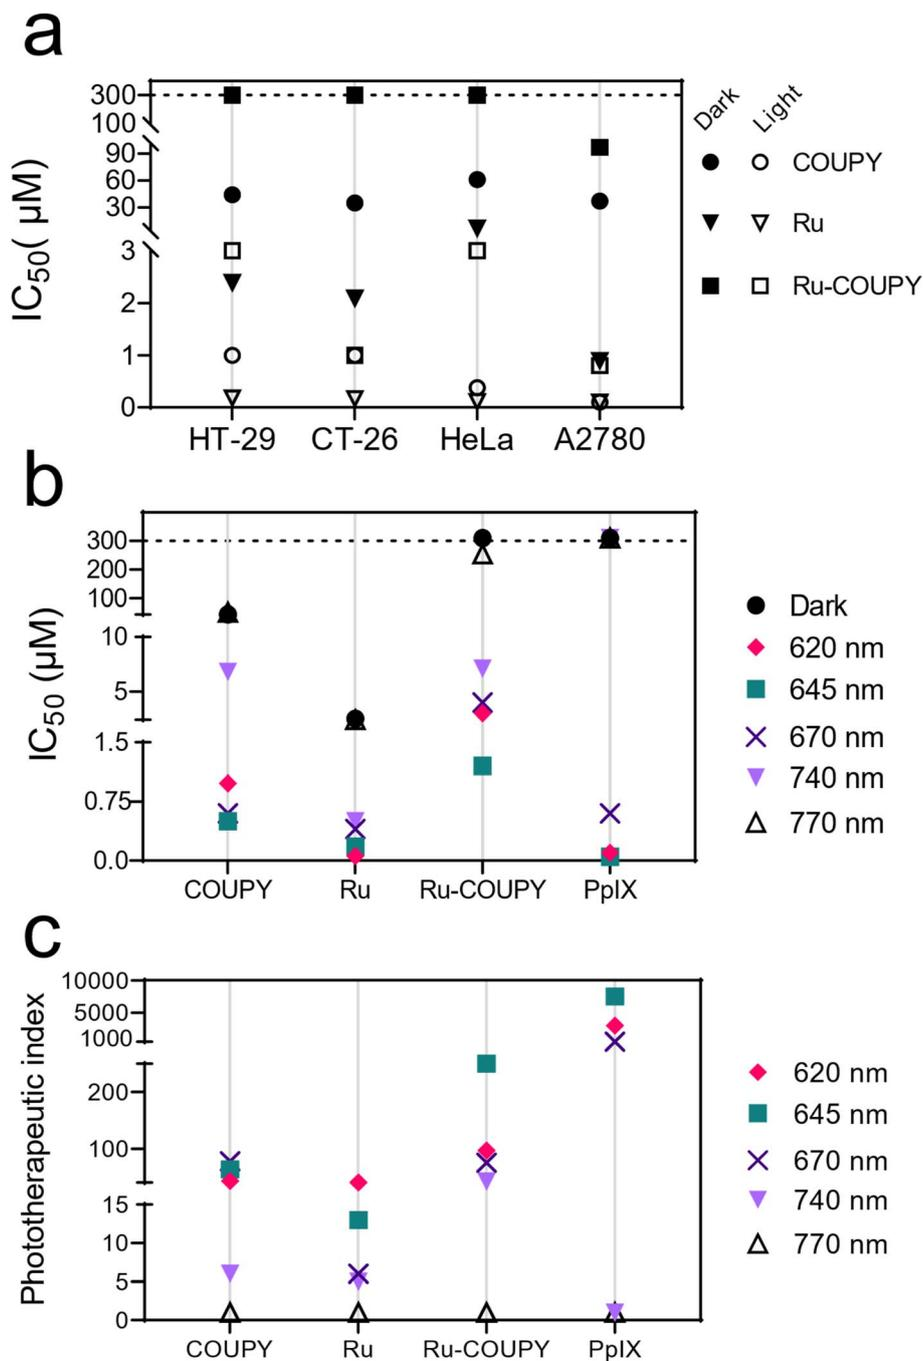 a
IC50( µM)
300
100
90
60
30
3
2
1
0
HT-29 CT-26 HeLa A2780
Dark Light
COUPY
Ru
Ru-COUPY
b
IC50 (µM)
300
200
100
10
5
1.5
0.75
0.0
COUPY Ru Ru-COUPY PpIX
Dark
620 nm
645 nm
670 nm
740 nm
770 nm
c
Phototherapeutic index
10000
5000
1000
200
100
15
10
5
0
COUPY Ru Ru-COUPY PpIX
620 nm
645 nm
670 nm
740 nm
770 nm